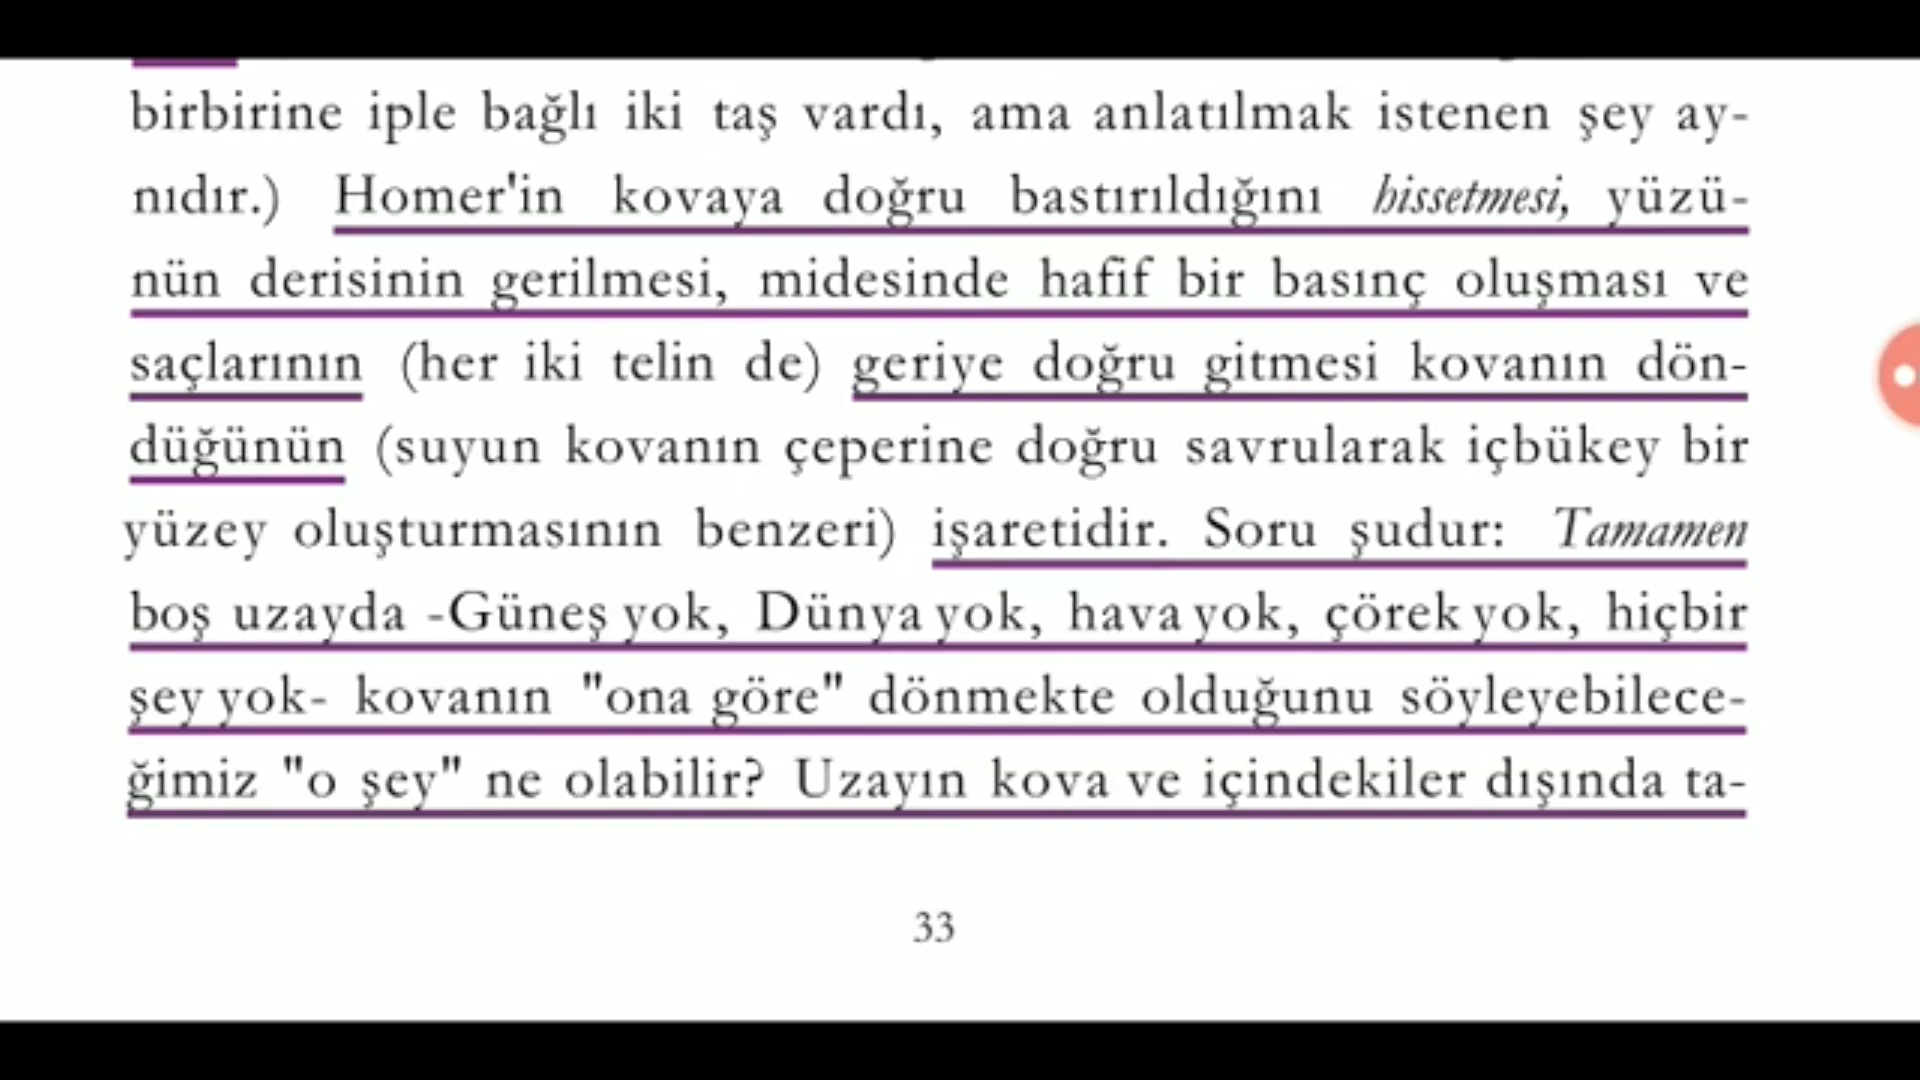 birbirine iple bağlı iki taş vardı, ama anlatılmak istenen şey ay-
nıdır.) Homer'in kovaya doğru bastırıldığını hissetmesi, yüzü-
nün derisinin gerilmesi, midesinde hafif bir basınç oluşması ve
saçlarının (her iki telin de) geriye doğru gitmesi kovanın dön-
düğünün (suyun kovanın çeperine doğru savrularak içbükey bir
yüzey oluşturmasının benzeri) işaretidir. Soru şudur: Tamamen
boş uzayda -Güneş yok, Dünya yok, hava yok, çörek yok, hiçbir
şey yok- kovanın "ona göre" dönmekte olduğunu söyleyebilece-
ğimiz "o şey" ne olabilir? Uzayın kova ve içindekiler dışında ta-
33